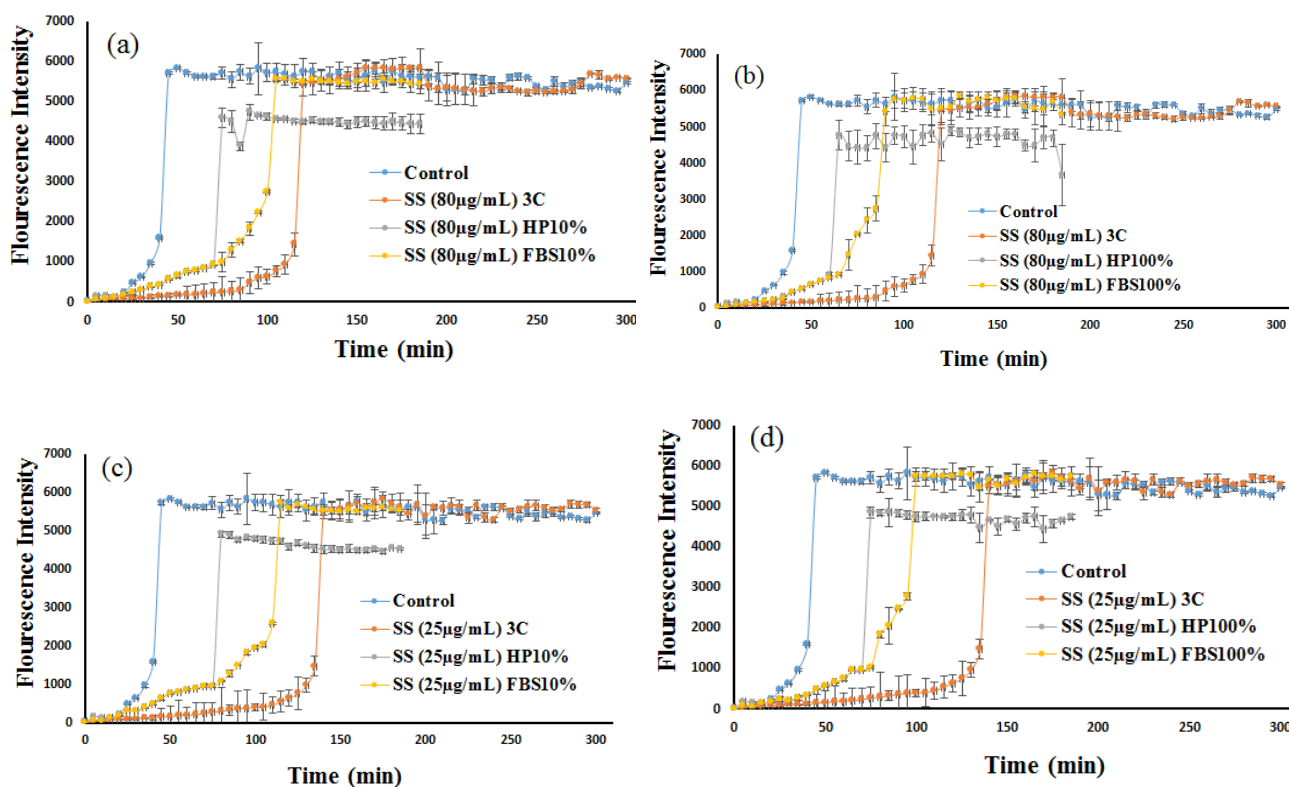 (a)
Flourescence Intensity
7000
6000
5000
4000
3000
2000
1000
0
Control
SS (80µg/mL) 3C
SS (80µg/mL) HP10%
SS (80µg/mL) FBS10%
0 50 100 150 200 250 300
Time (min)
(b)
Flourescence Intensity
7000
6000
5000
4000
3000
2000
1000
0
Control
SS (80µg/mL) 3C
SS (80µg/mL) HP100%
SS (80µg/mL) FBS100%
0 50 100 150 200 250 300
Time (min)
(c)
Flourescence Intensity
7000
6000
5000
4000
3000
2000
1000
0
Control
SS (25µg/mL) 3C
SS (25µg/mL) HP10%
SS (25µg/mL) FBS10%
0 50 100 150 200 250 300
Time (min)
(d)
Flourescence Intensity
7000
6000
5000
4000
3000
2000
1000
0
Control
SS (25µg/mL) 3C
SS (25µg/mL) HP100%
SS (25µg/mL) FBS100%
0 50 100 150 200 250 300
Time (min)